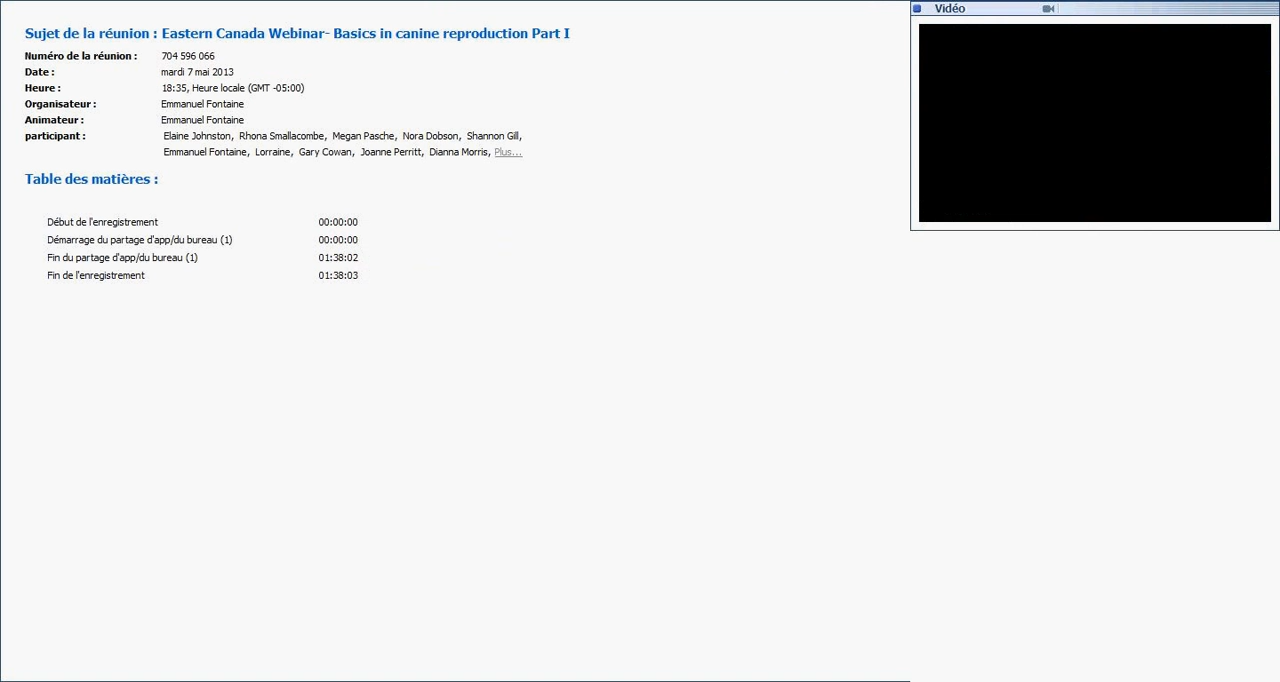 Vidéo
Sujet de la réunion : Eastern Canada Webinar- Basics in canine reproduction Part I
Numéro de la réunion : 704 596 066
Date : mardi 7 mai 2013
Heure : 18:35, Heure locale (GMT -05:00)
Organisateur : Emmanuel Fontaine
Animateur : Emmanuel Fontaine
participant : Elaine Johnston, Rhona Smallacombe, Megan Pasche, Nora Dobson, Shannon Gill,
Emmanuel Fontaine, Lorraine, Gary Cowan, Joanne Perritt, Dianna Morris, Plus...
Table des matières :
Début de l'enregistrement 00:00:00
Démarrage du partage d'app/du bureau (1) 00:00:00
Fin du partage d'app/du bureau (1) 01:38:02
Fin de l'enregistrement 01:38:03